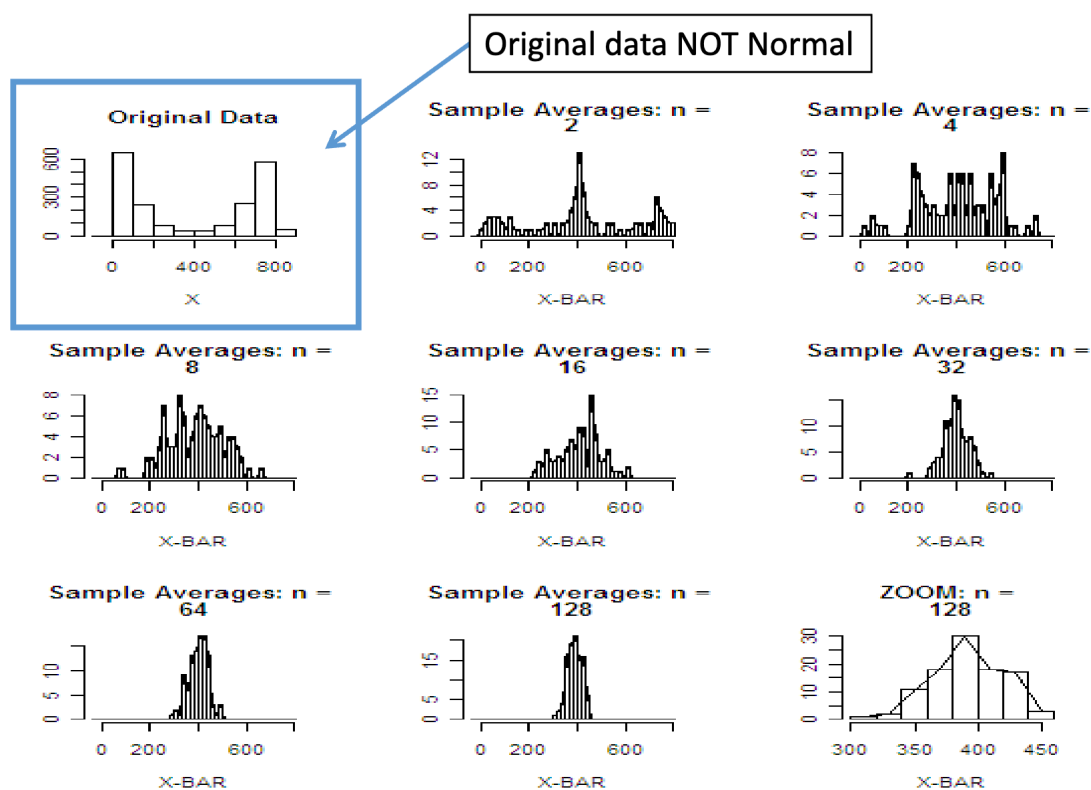 Original data NOT Normal
Original Data
600
300
0
0 400 800
X
Sample Averages: n =
2
12
8
4
0
0 200 600
X-BAR
Sample Averages: n =
4
8
6
4
2
0
0 200 600
X-BAR
Sample Averages: n =
8
8
6
4
2
0
0 200 600
X-BAR
Sample Averages: n =
16
15
10
5
0
0 200 600
X-BAR
Sample Averages: n =
32
10
5
0
0 200 600
X-BAR
Sample Averages: n =
64
10
5
0
0 200 600
X-BAR
Sample Averages: n =
128
15
5
0
0 200 600
X-BAR
ZOOM: n =
128
30
20
10
0
300 350 400 450
X-BAR